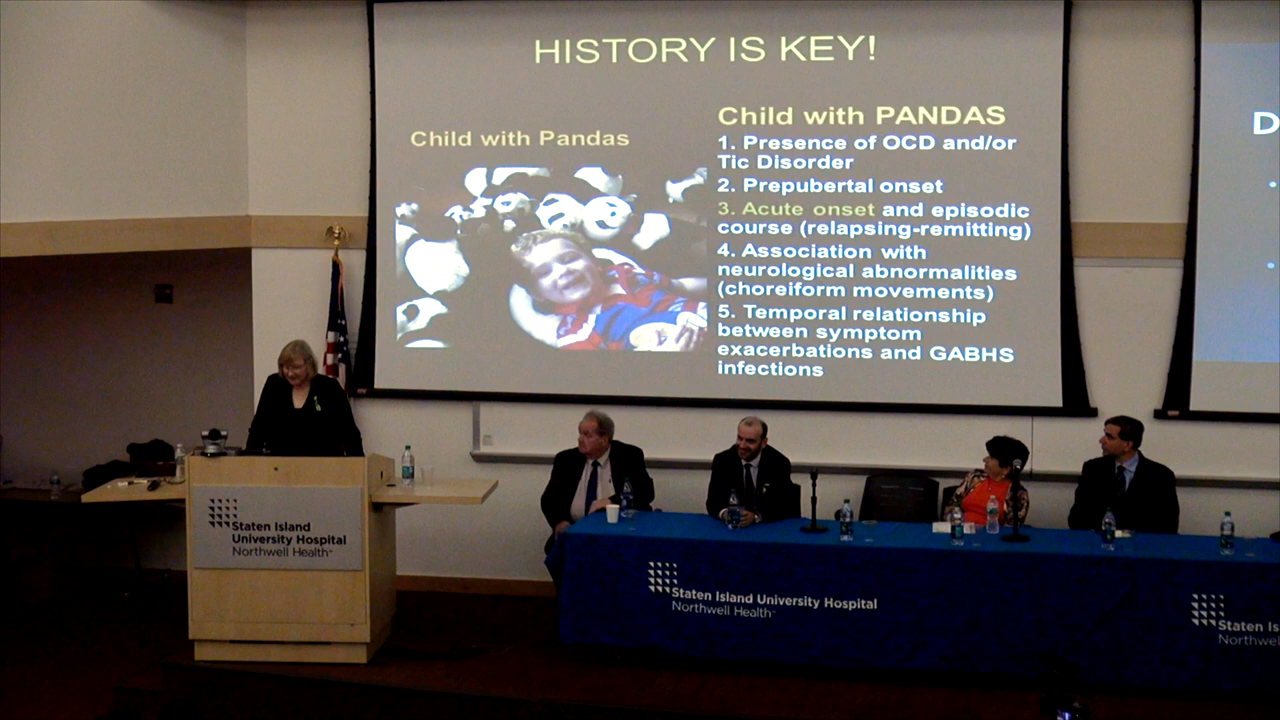 HISTORY IS KEY!
Child with Pandas
Child with PANDAS
1. Presence of OCD and/or
Tic Disorder
2. Prepubertal onset
3. Acute onset and episodic
course (relapsing-remitting)
4. Association with
neurological abnormalities
(choreiform movements)
5. Temporal relationship
between symptom
exacerbations and GABHS
infections
D
Staten Island
University Hospital
Northwell Health
Staten Island University Hospital
Northwell Health
Staten Is
Northwel